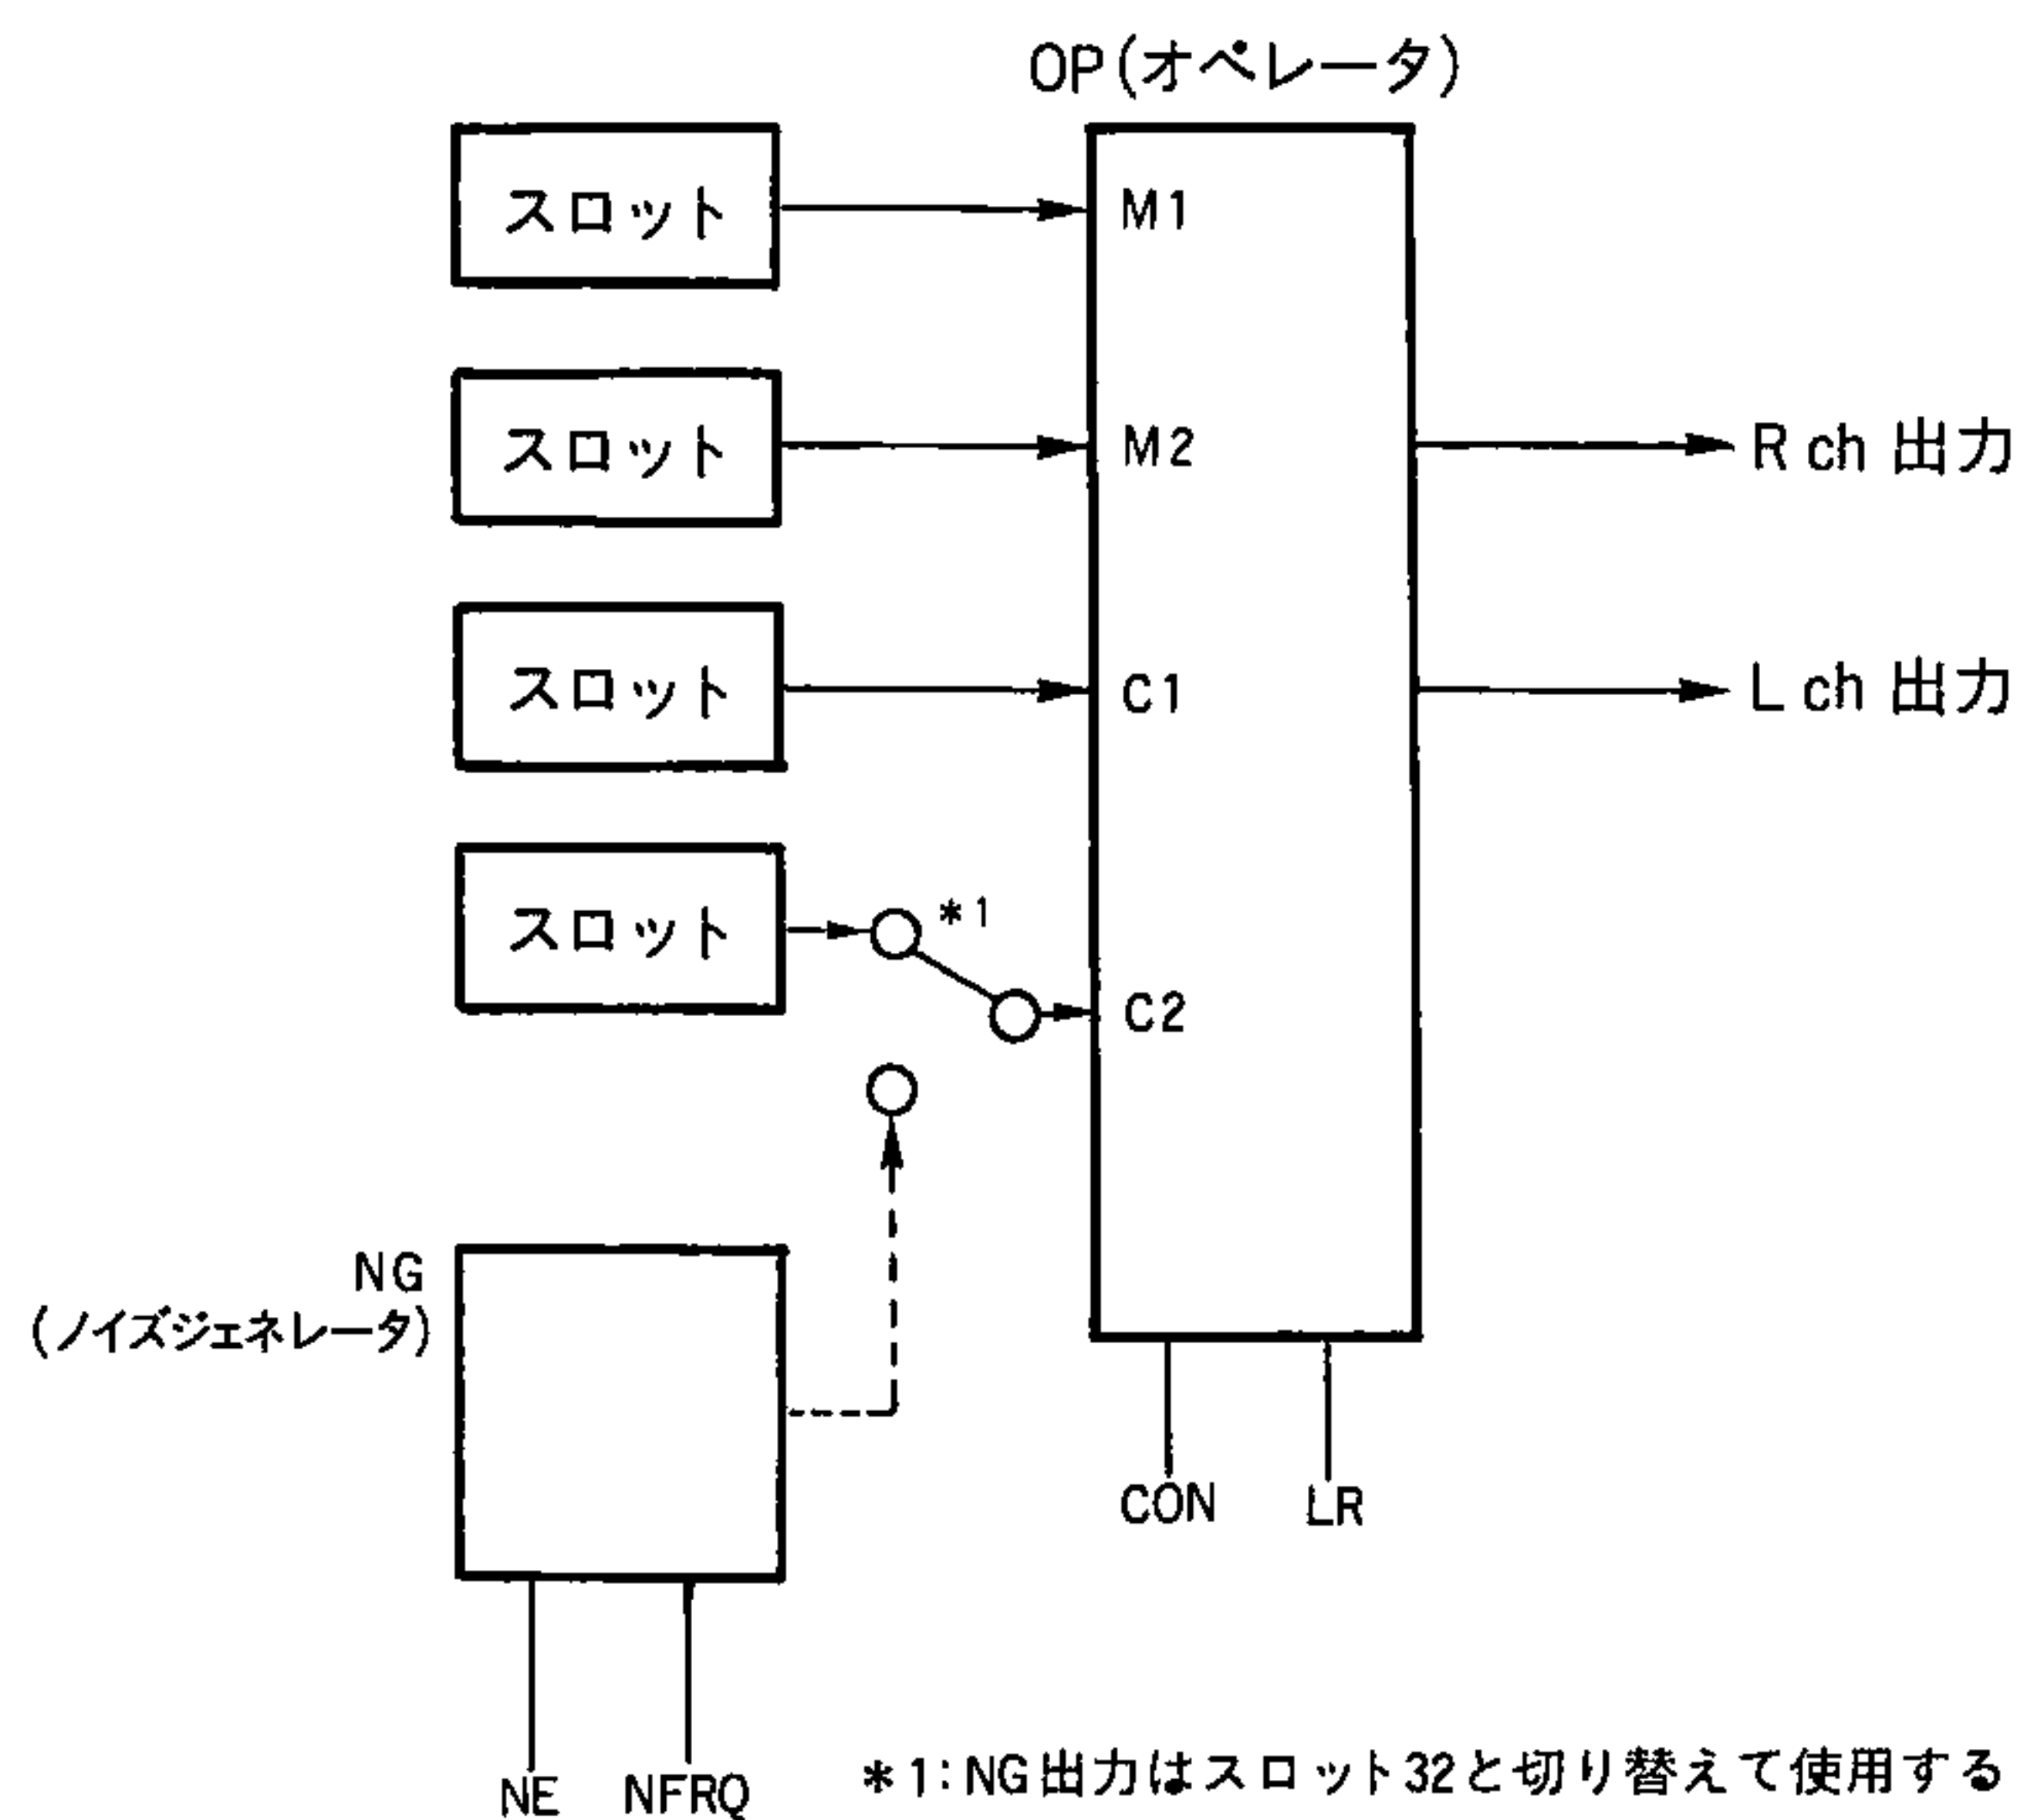 OP(オペレータ)
スロット
M1
スロット
M2
R ch 出力
スロット
C1
L ch 出力
スロット
*1
C2
NG
(ノイズジェネレータ)
CON
LR
NE
NFRQ
*1:NG出力はスロット32と切り替えて使用する